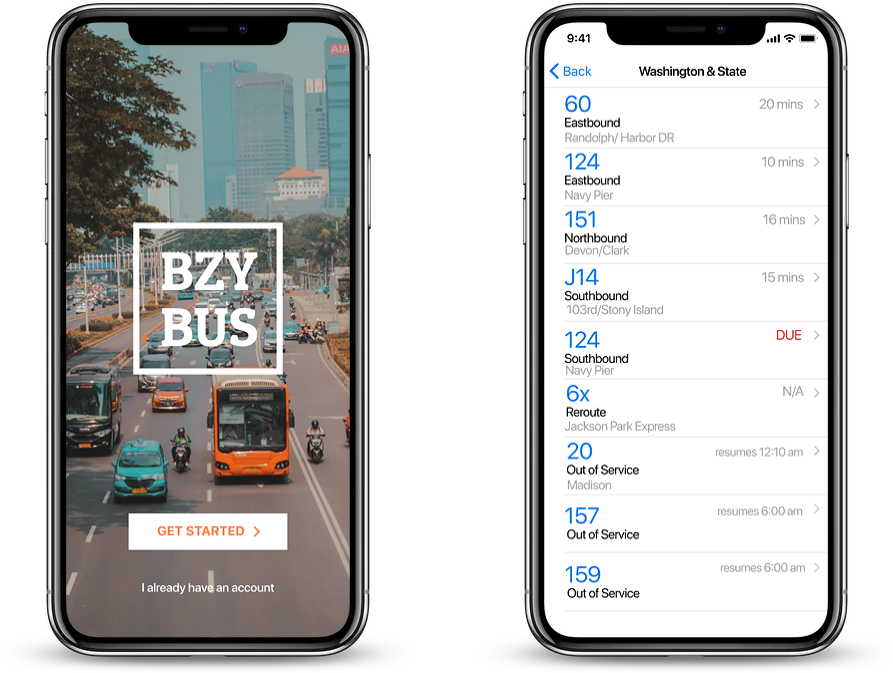 AIA
BZY
BUS
GET STARTED
I already have an account
9:41
Back
Washington & State
60
20 mins
Eastbound
Randolph/ Harbor DR
124
10 mins
Eastbound
Navy Pier
151
16 mins
Northbound
Devon/Clark
J14
15 mins
Southbound
103rd/Stony Island
124
DUE
Southbound
Navy Pier
6x
N/A
Reroute
Jackson Park Express
20
resumes 12:10 am
Out of Service
Madison
157
resumes 6:00 am
Out of Service
159
resumes 6:00 am
Out of Service